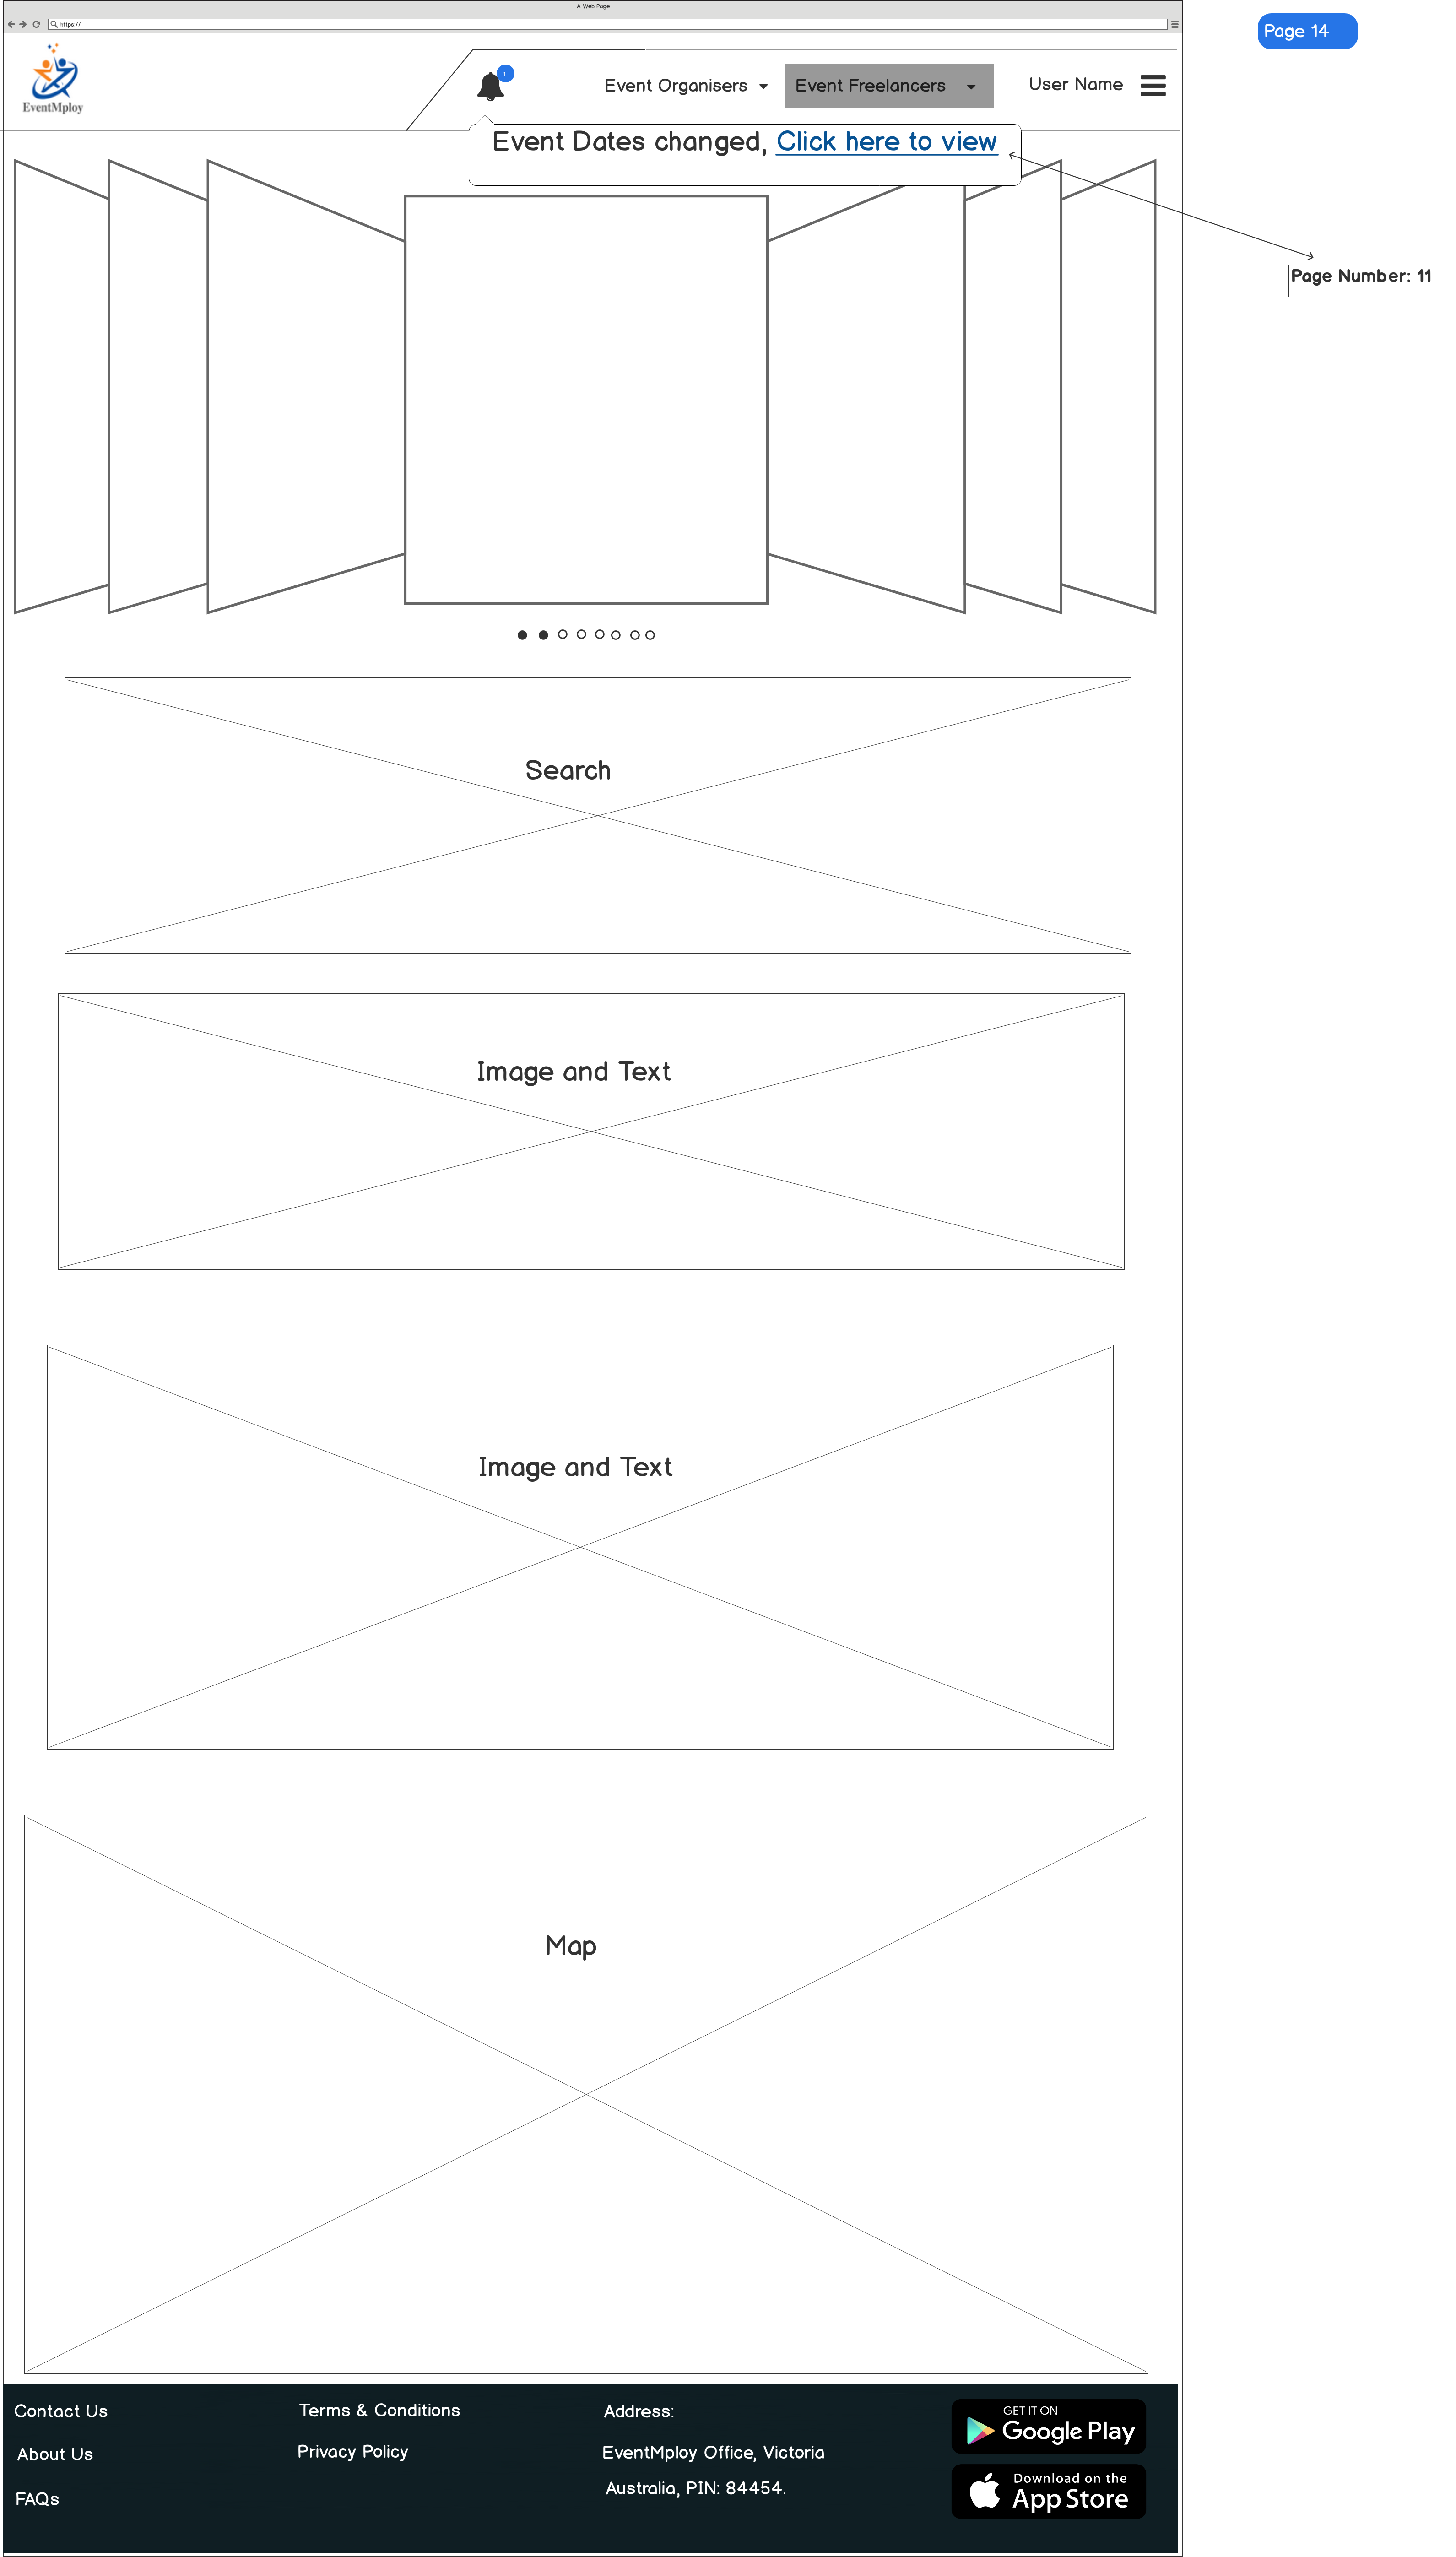 A Web Page
https://
Page 14
EventMploy
1
Event Organisers
Event Freelancers
User Name
Event Dates changed, Click here to view
Page Number: 11
Search
Image and Text
Image and Text
Map
Contact Us
Terms & Conditions
Address:
About Us
Privacy Policy
EventMploy Office, Victoria
FAQs
Australia, PIN: 84454.
GET IT ON
Google Play
Download on the
App Store